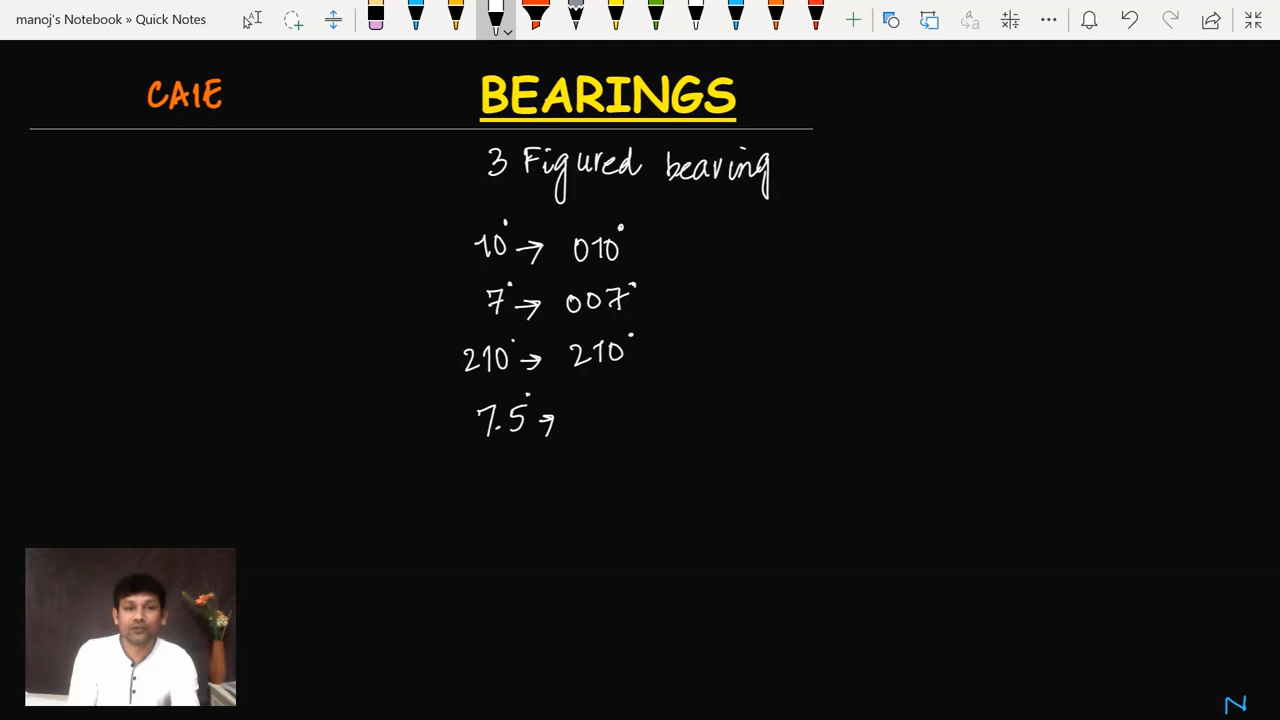 manoj's Notebook » Quick Notes
CAIE
BEARINGS
3 Figured bearing
10° → 010°
7° → 007°
210° → 210°
7.5° →
N